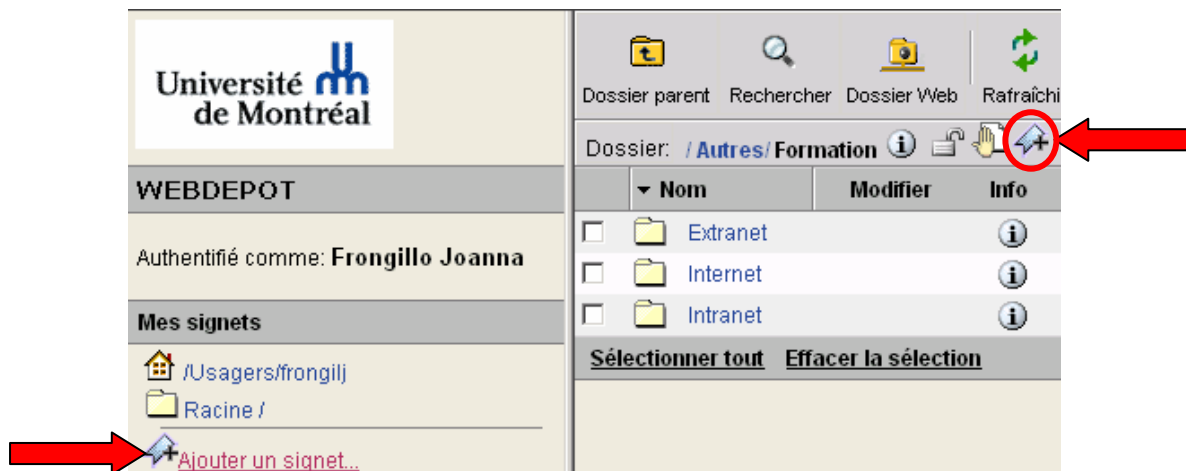 Université
de Montréal
WEBDEPOT
Authentifié comme: Frongillo Joanna
Mes signets
/Usagers/frongilj
Racine /
Ajouter un signet...
Dossier parent Rechercher Dossier Web Rafraîchi
Dossier: / Autres/ Formation
Nom Modifier Info
Extranet
Internet
Intranet
Sélectionner tout Effacer la sélection